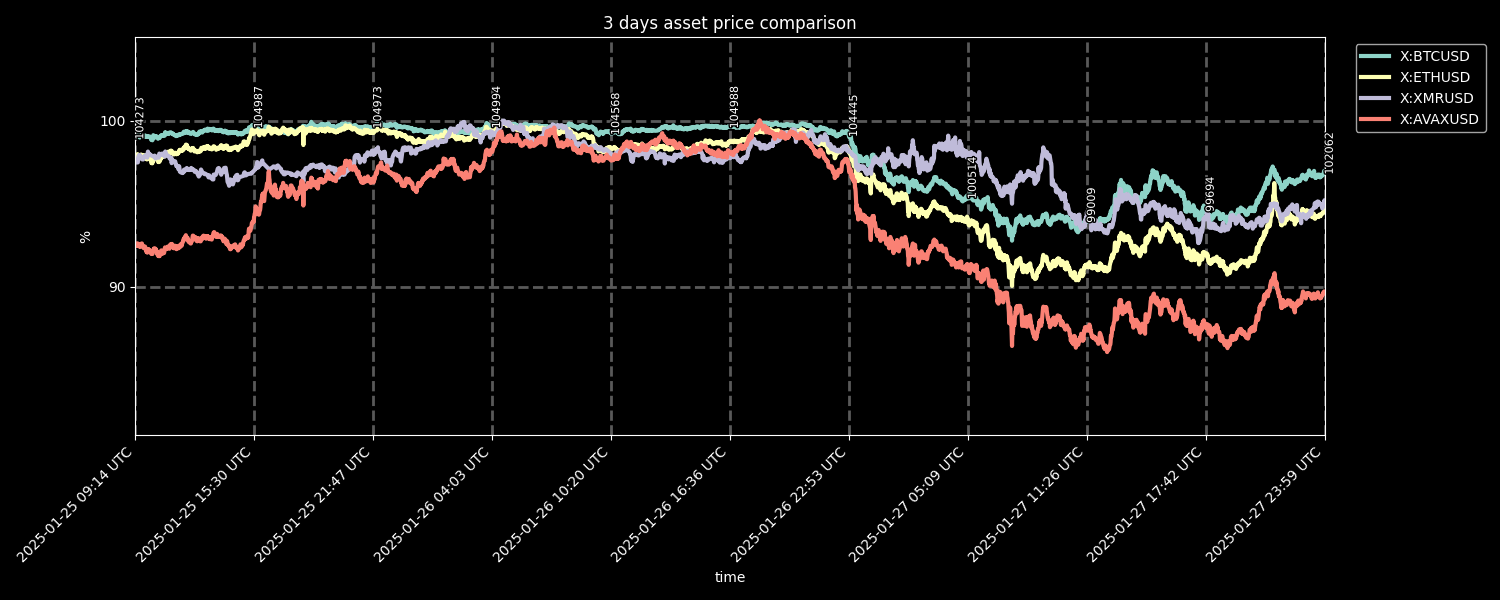 3 days asset price comparison
X:BTCUSD
X:ETHUSD
X:XMRUSD
X:AVAXUSD
100
90
%
104273
104987
104973
104994
104568
104988
104445
100514
99009
99694
102062
2025-01-25 09:14 UTC
2025-01-25 15:30 UTC
2025-01-25 21:47 UTC
2025-01-26 04:03 UTC
2025-01-26 10:20 UTC
2025-01-26 16:36 UTC
2025-01-26 22:53 UTC
2025-01-27 05:09 UTC
2025-01-27 11:26 UTC
2025-01-27 17:42 UTC
2025-01-27 23:59 UTC
time